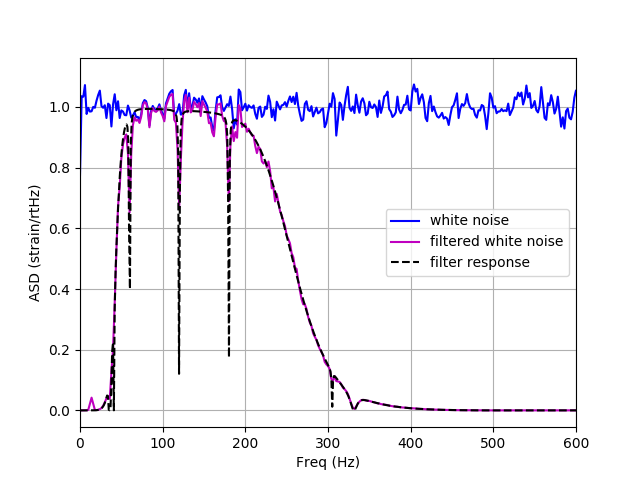 1.0
0.8
0.6
0.4
0.2
0.0
ASD (strain/rtHz)
white noise
filtered white noise
filter response
0 100 200 300 400 500 600
Freq (Hz)